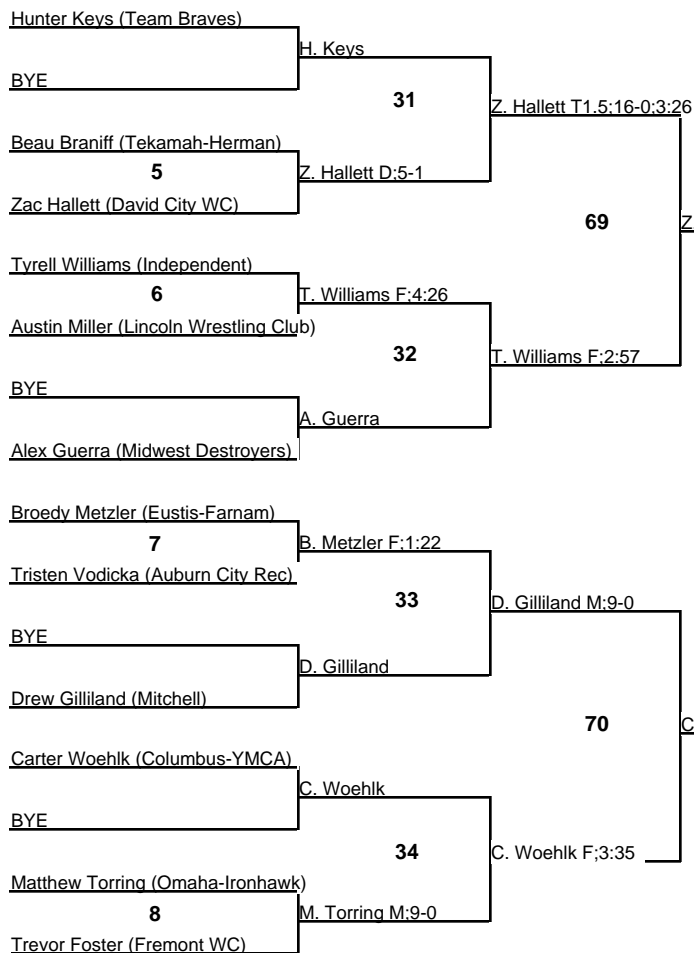 Hunter Keys (Team Braves)
H. Keys
BYE
31
Z. Hallett T1.5;16-0;3:26
Beau Braniff (Tekamah-Herman)
5
Z. Hallett D;5-1
Zac Hallett (David City WC)
69
Z.
Tyrell Williams (Independent)
6
T. Williams F;4:26
Austin Miller (Lincoln Wrestling Club)
32
T. Williams F;2:57
BYE
A. Guerra
Alex Guerra (Midwest Destroyers)
Broedy Metzler (Eustis-Farnam)
7
B. Metzler F;1:22
Tristen Vodicka (Auburn City Rec)
33
D. Gilliland M;9-0
BYE
D. Gilliland
Drew Gilliland (Mitchell)
70
C
Carter Woehlk (Columbus-YMCA)
C. Woehlk
BYE
34
C. Woehlk F;3:35
Matthew Torring (Omaha-Ironhawk)
8
M. Torring M;9-0
Trevor Foster (Fremont WC)